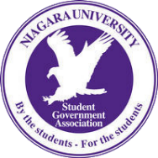 NIAGARA UNIVERSITY
Student
Government
Association
By the students - For the students